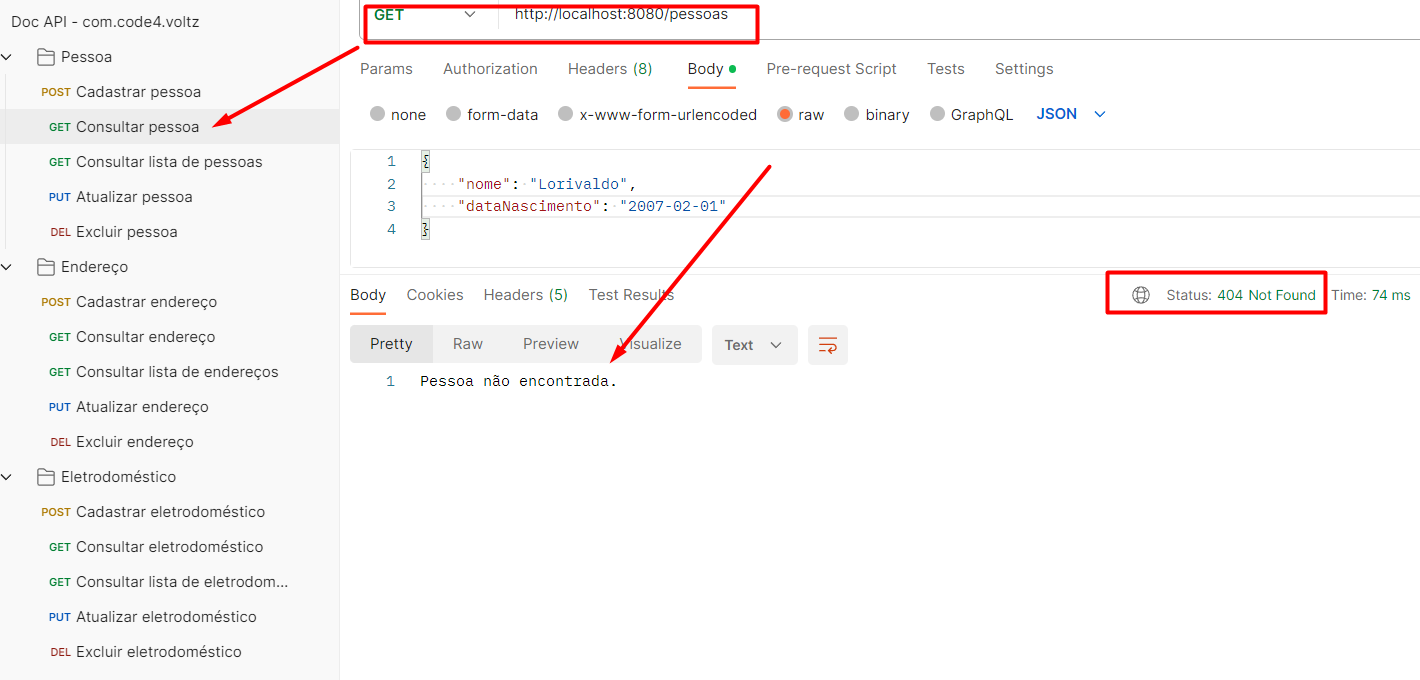 Doc API - com.code4.voltz
Pessoa
POST Cadastrar pessoa
GET Consultar pessoa
GET Consultar lista de pessoas
PUT Atualizar pessoa
DEL Excluir pessoa
Endereço
POST Cadastrar endereço
GET Consultar endereço
GET Consultar lista de endereços
PUT Atualizar endereço
DEL Excluir endereço
Eletrodoméstico
POST Cadastrar eletrodoméstico
GET Consultar eletrodoméstico
GET Consultar lista de eletrodom...
PUT Atualizar eletrodoméstico
DEL Excluir eletrodoméstico
GET http://localhost:8080/pessoas
Params Authorization Headers (8) Body Pre-request Script Tests Settings
none form-data x-www-form-urlencoded raw binary GraphQL JSON
1 {
2 ····"nome":·"Lorivaldo",
3 ····"dataNascimento":·"2007-02-01"
4 }
Body Cookies Headers (5) Test Results Status: 404 Not Found Time: 74 ms
Pretty Raw Preview Visualize Text
1 Pessoa não encontrada.